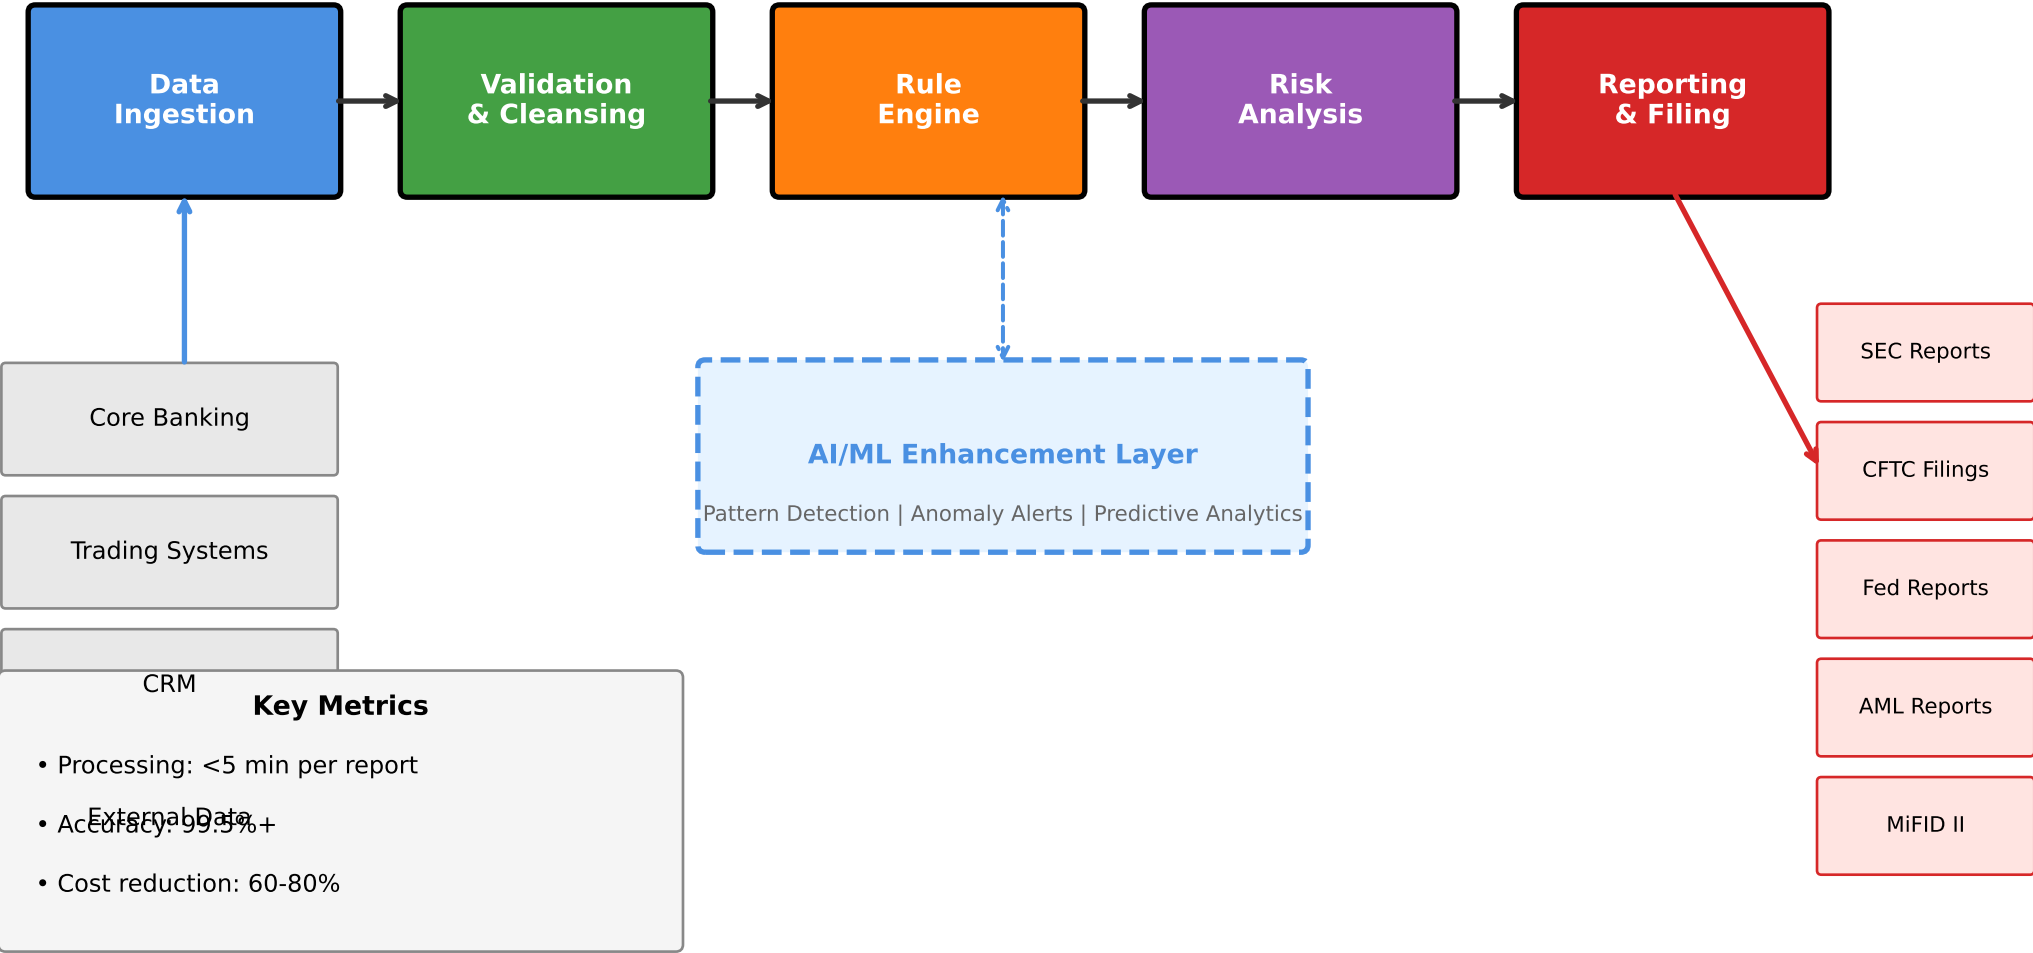 Data
Ingestion
Validation
& Cleansing
Rule
Engine
Risk
Analysis
Reporting
& Filing
Core Banking
Trading Systems
CRM
External Data
AI/ML Enhancement Layer
Pattern Detection | Anomaly Alerts | Predictive Analytics
Key Metrics
• Processing: <5 min per report
• Accuracy: 99.5%+
• Cost reduction: 60-80%
SEC Reports
CFTC Filings
Fed Reports
AML Reports
MiFID II